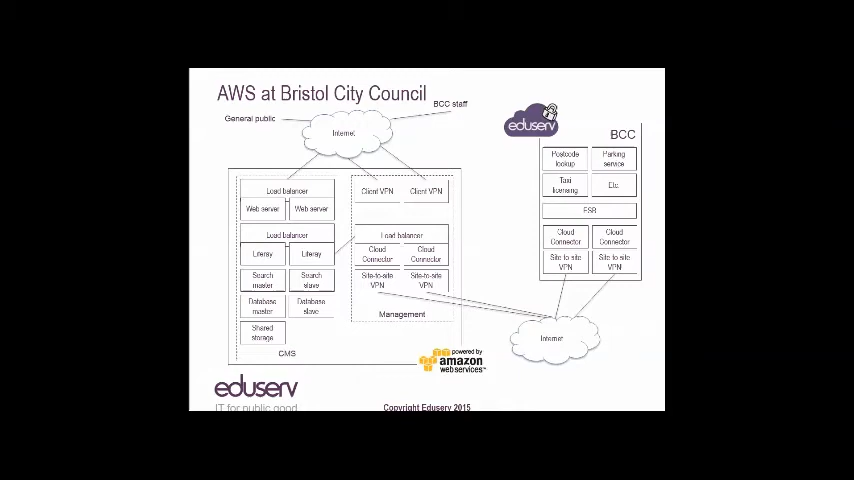 AWS at Bristol City Council
BCC staff
General public
Internet
eduserv
BCC
Postcode
lookup
Parking
service
Taxi
licensing
Etc.
ESB
Cloud
Connector
Cloud
Connector
Site to site
VPN
Site to site
VPN
Load balancer
Web server
Web server
Load balancer
Liferay
Liferay
Search
master
Search
slave
Database
master
Database
slave
Shared
storage
CMS
Client VPN
Client VPN
Load balancer
Cloud
Connector
Cloud
Connector
Site-to-site
VPN
Site-to-site
VPN
Management
Internet
powered by
amazon
webservices™
eduserv
IT for public good
Copyright Eduserv 2015